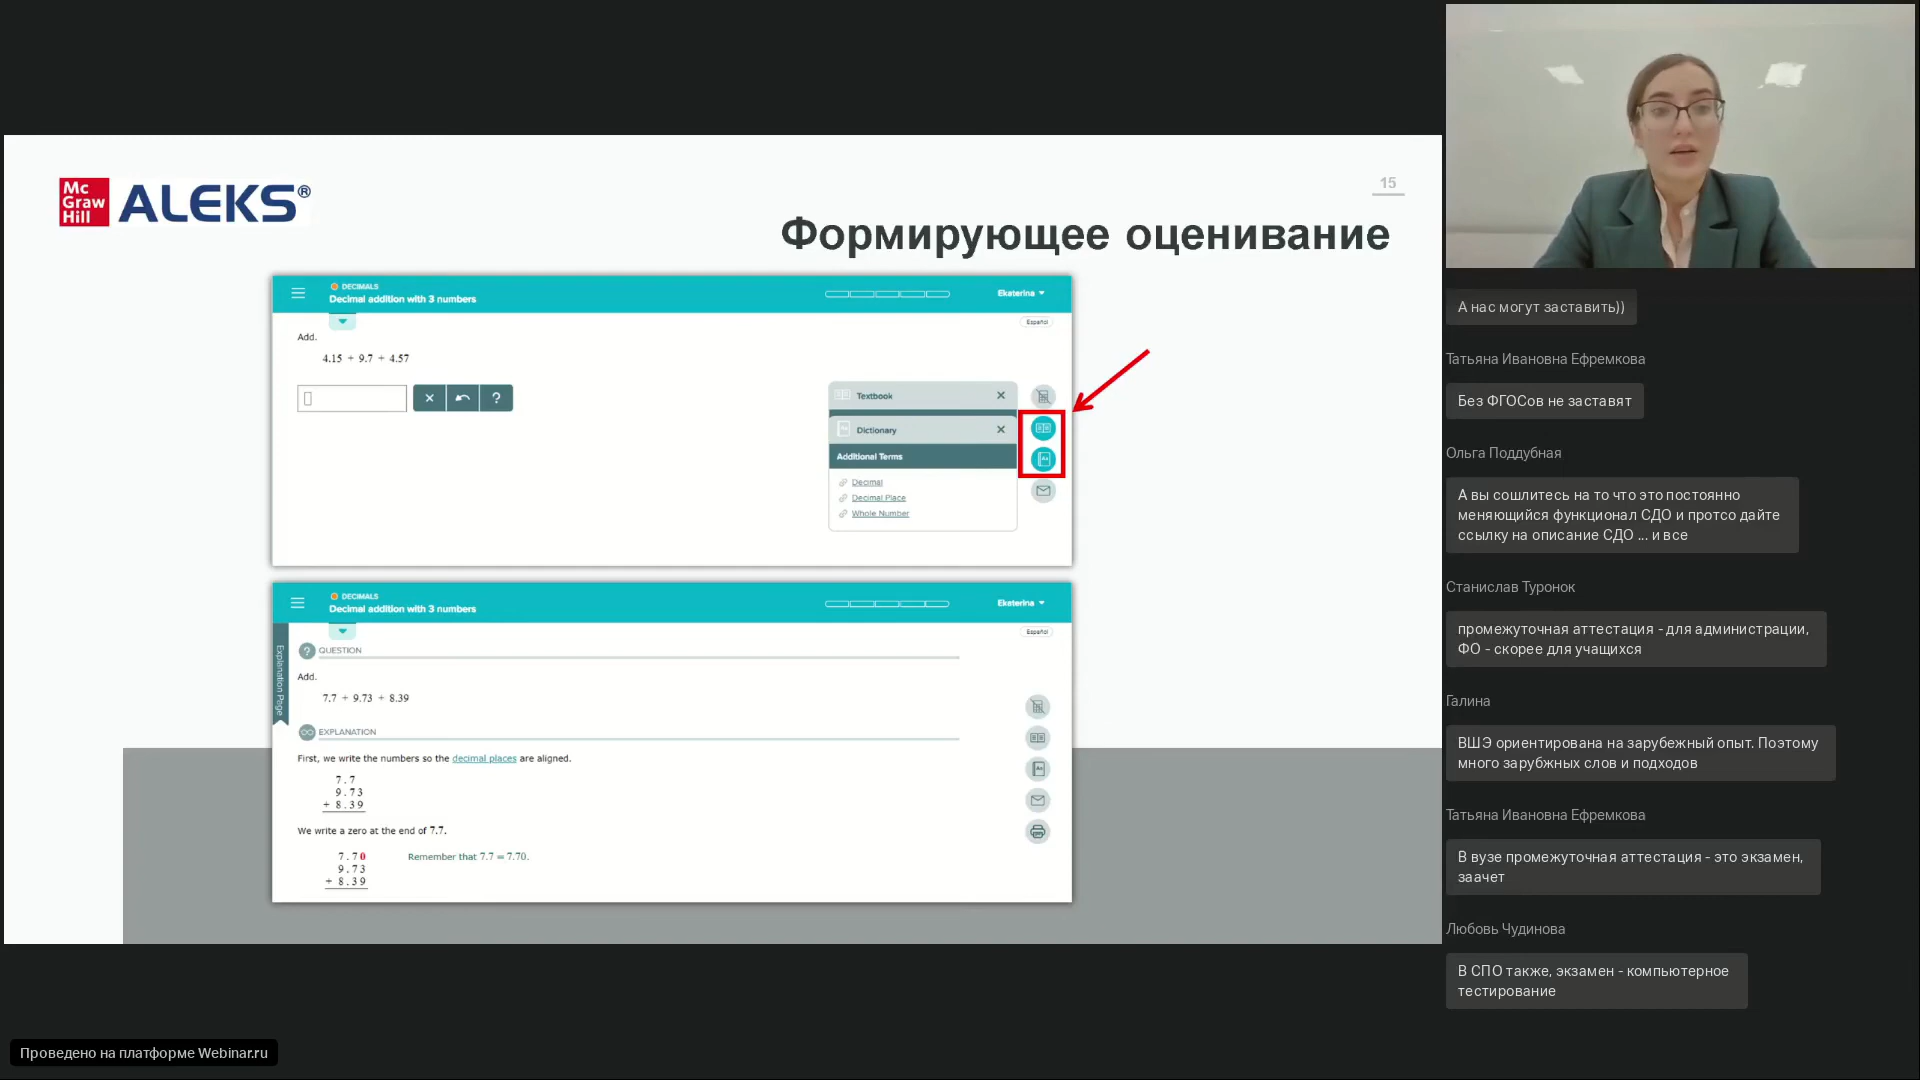 Mc
Graw
Hill
ALEKS®
15
Формирующее оценивание
DECIMALS
Decimal addition with 3 numbers
Ekaterina
Español
Add.
4.15 + 9.7 + 4.57
Textbook
Dictionary
Additional Terms
Decimal
Decimal Place
Whole Number
DECIMALS
Decimal addition with 3 numbers
Ekaterina
Español
Explanation Page
QUESTION
Add.
7.7 + 9.73 + 8.39
EXPLANATION
First, we write the numbers so the decimal places are aligned.
7.7
9.73
+ 8.39
We write a zero at the end of 7.7.
7.70 Remember that 7.7 = 7.70.
9.73
+ 8.39
А нас могут заставить))
Татьяна Ивановна Ефремкова
Без ФГОСов не заставят
Ольга Поддубная
А вы сошлитесь на то что это постоянно
меняющийся функционал СДО и протсо дайте
ссылку на описание СДО ... и все
Станислав Туронок
промежуточная аттестация - для администрации,
ФО - скорее для учащихся
Галина
ВШЭ ориентирована на зарубежный опыт. Поэтому
много зарубжных слов и подходов
Татьяна Ивановна Ефремкова
В вузе промежуточная аттестация - это экзамен,
заачет
Любовь Чудинова
В СПО также, экзамен - компьютерное
тестирование
Проведено на платформе Webinar.ru